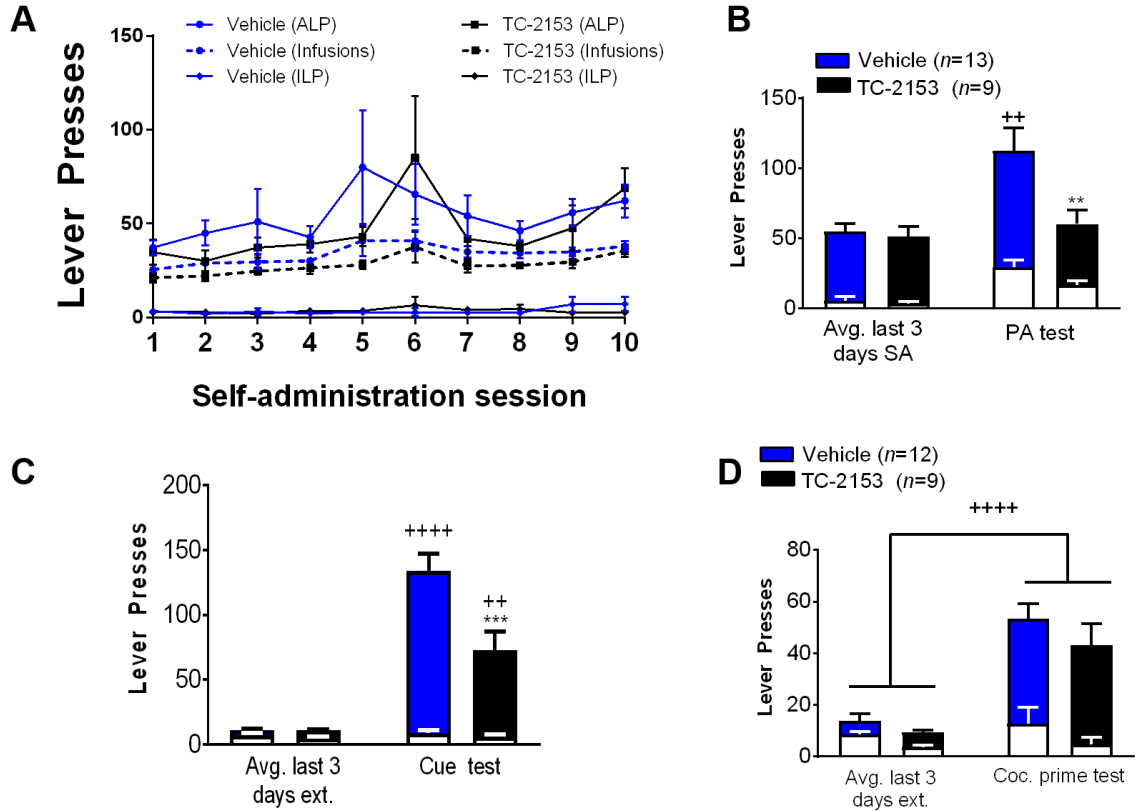 A
Vehicle (ALP)
Vehicle (Infusions)
Vehicle (ILP)
TC-2153 (ALP)
TC-2153 (Infusions)
TC-2153 (ILP)
Lever Presses
150
100
50
0
1 2 3 4 5 6 7 8 9 10
Self-administration session
B
Vehicle (n=13)
TC-2153 (n=9)
Lever Presses
150
100
50
0
++
**
Avg. last 3
days SA
PA test
C
Lever Presses
200
150
100
50
0
++++
++
***
Avg. last 3
days ext.
Cue test
D
Vehicle (n=12)
TC-2153 (n=9)
++++
Lever Presses
80
60
40
20
0
Avg. last 3
days ext.
Coc. prime test